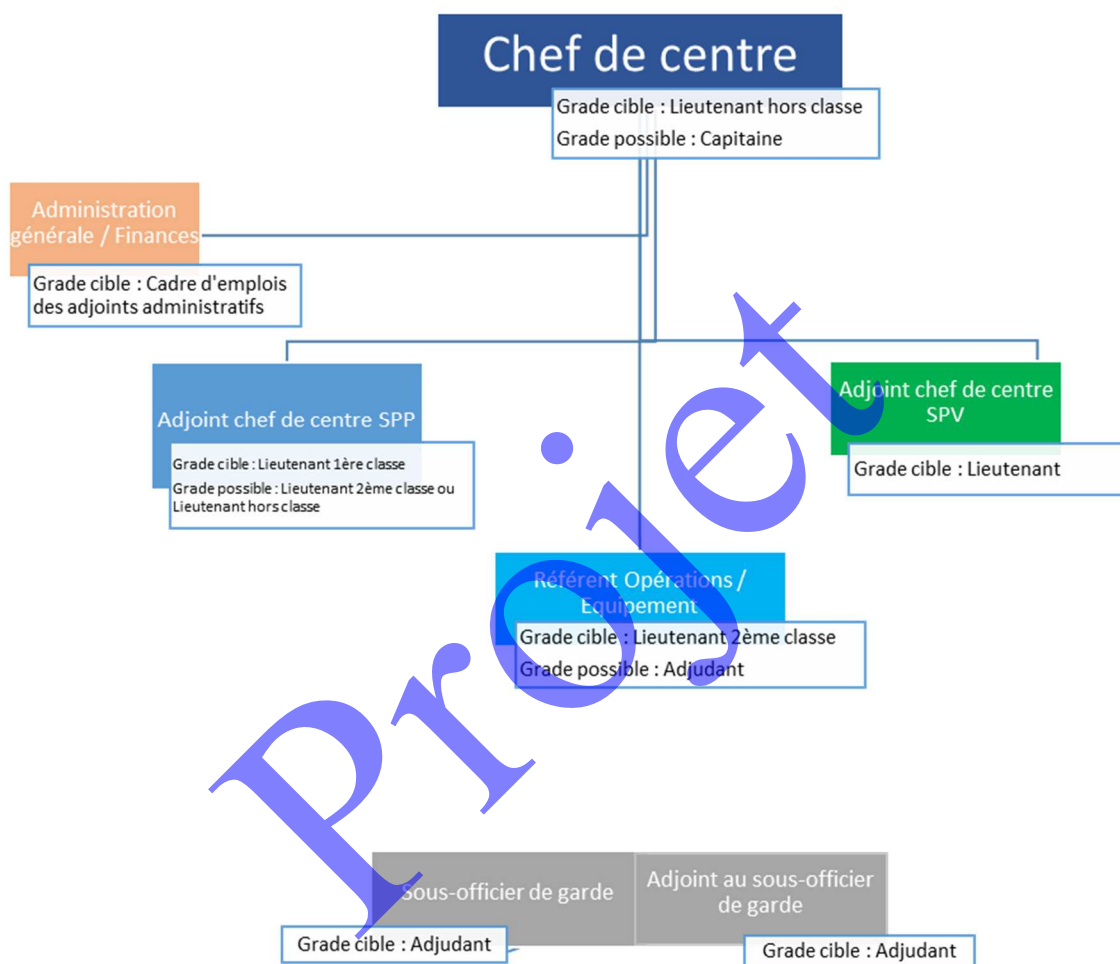 Chef de centre
Grade cible : Lieutenant hors classe
Grade possible : Capitaine
Administration
générale / Finances
Grade cible : Cadre d'emplois
des adjoints administratifs
Adjoint chef de centre SPP
Grade cible : Lieutenant 1ère classe
Grade possible : Lieutenant 2ème classe ou
Lieutenant hors classe
Adjoint chef de centre
SPV
Grade cible : Lieutenant
Référent Opérations /
Equipement
Grade cible : Lieutenant 2ème classe
Grade possible : Adjudant
Sous-officier de garde
Grade cible : Adjudant
Adjoint au sous-officier
de garde
Grade cible : Adjudant
Projet